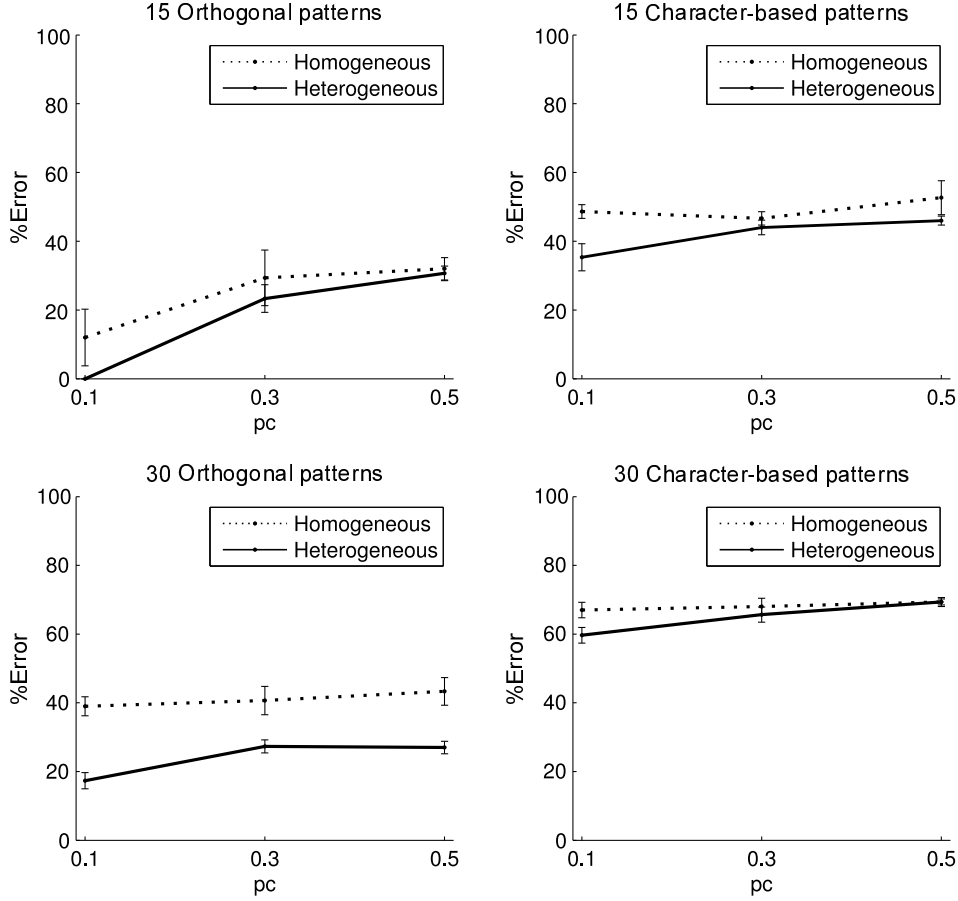 15 Orthogonal patterns
100
80
60
40
20
0
%Error
Homogeneous
Heterogeneous
0.1
0.3
0.5
pc
15 Character-based patterns
100
80
60
40
20
0
%Error
Homogeneous
Heterogeneous
0.1
0.3
0.5
pc
30 Orthogonal patterns
100
80
60
40
20
0
%Error
Homogeneous
Heterogeneous
0.1
0.3
0.5
pc
30 Character-based patterns
100
80
60
40
20
0
%Error
Homogeneous
Heterogeneous
0.1
0.3
0.5
pc